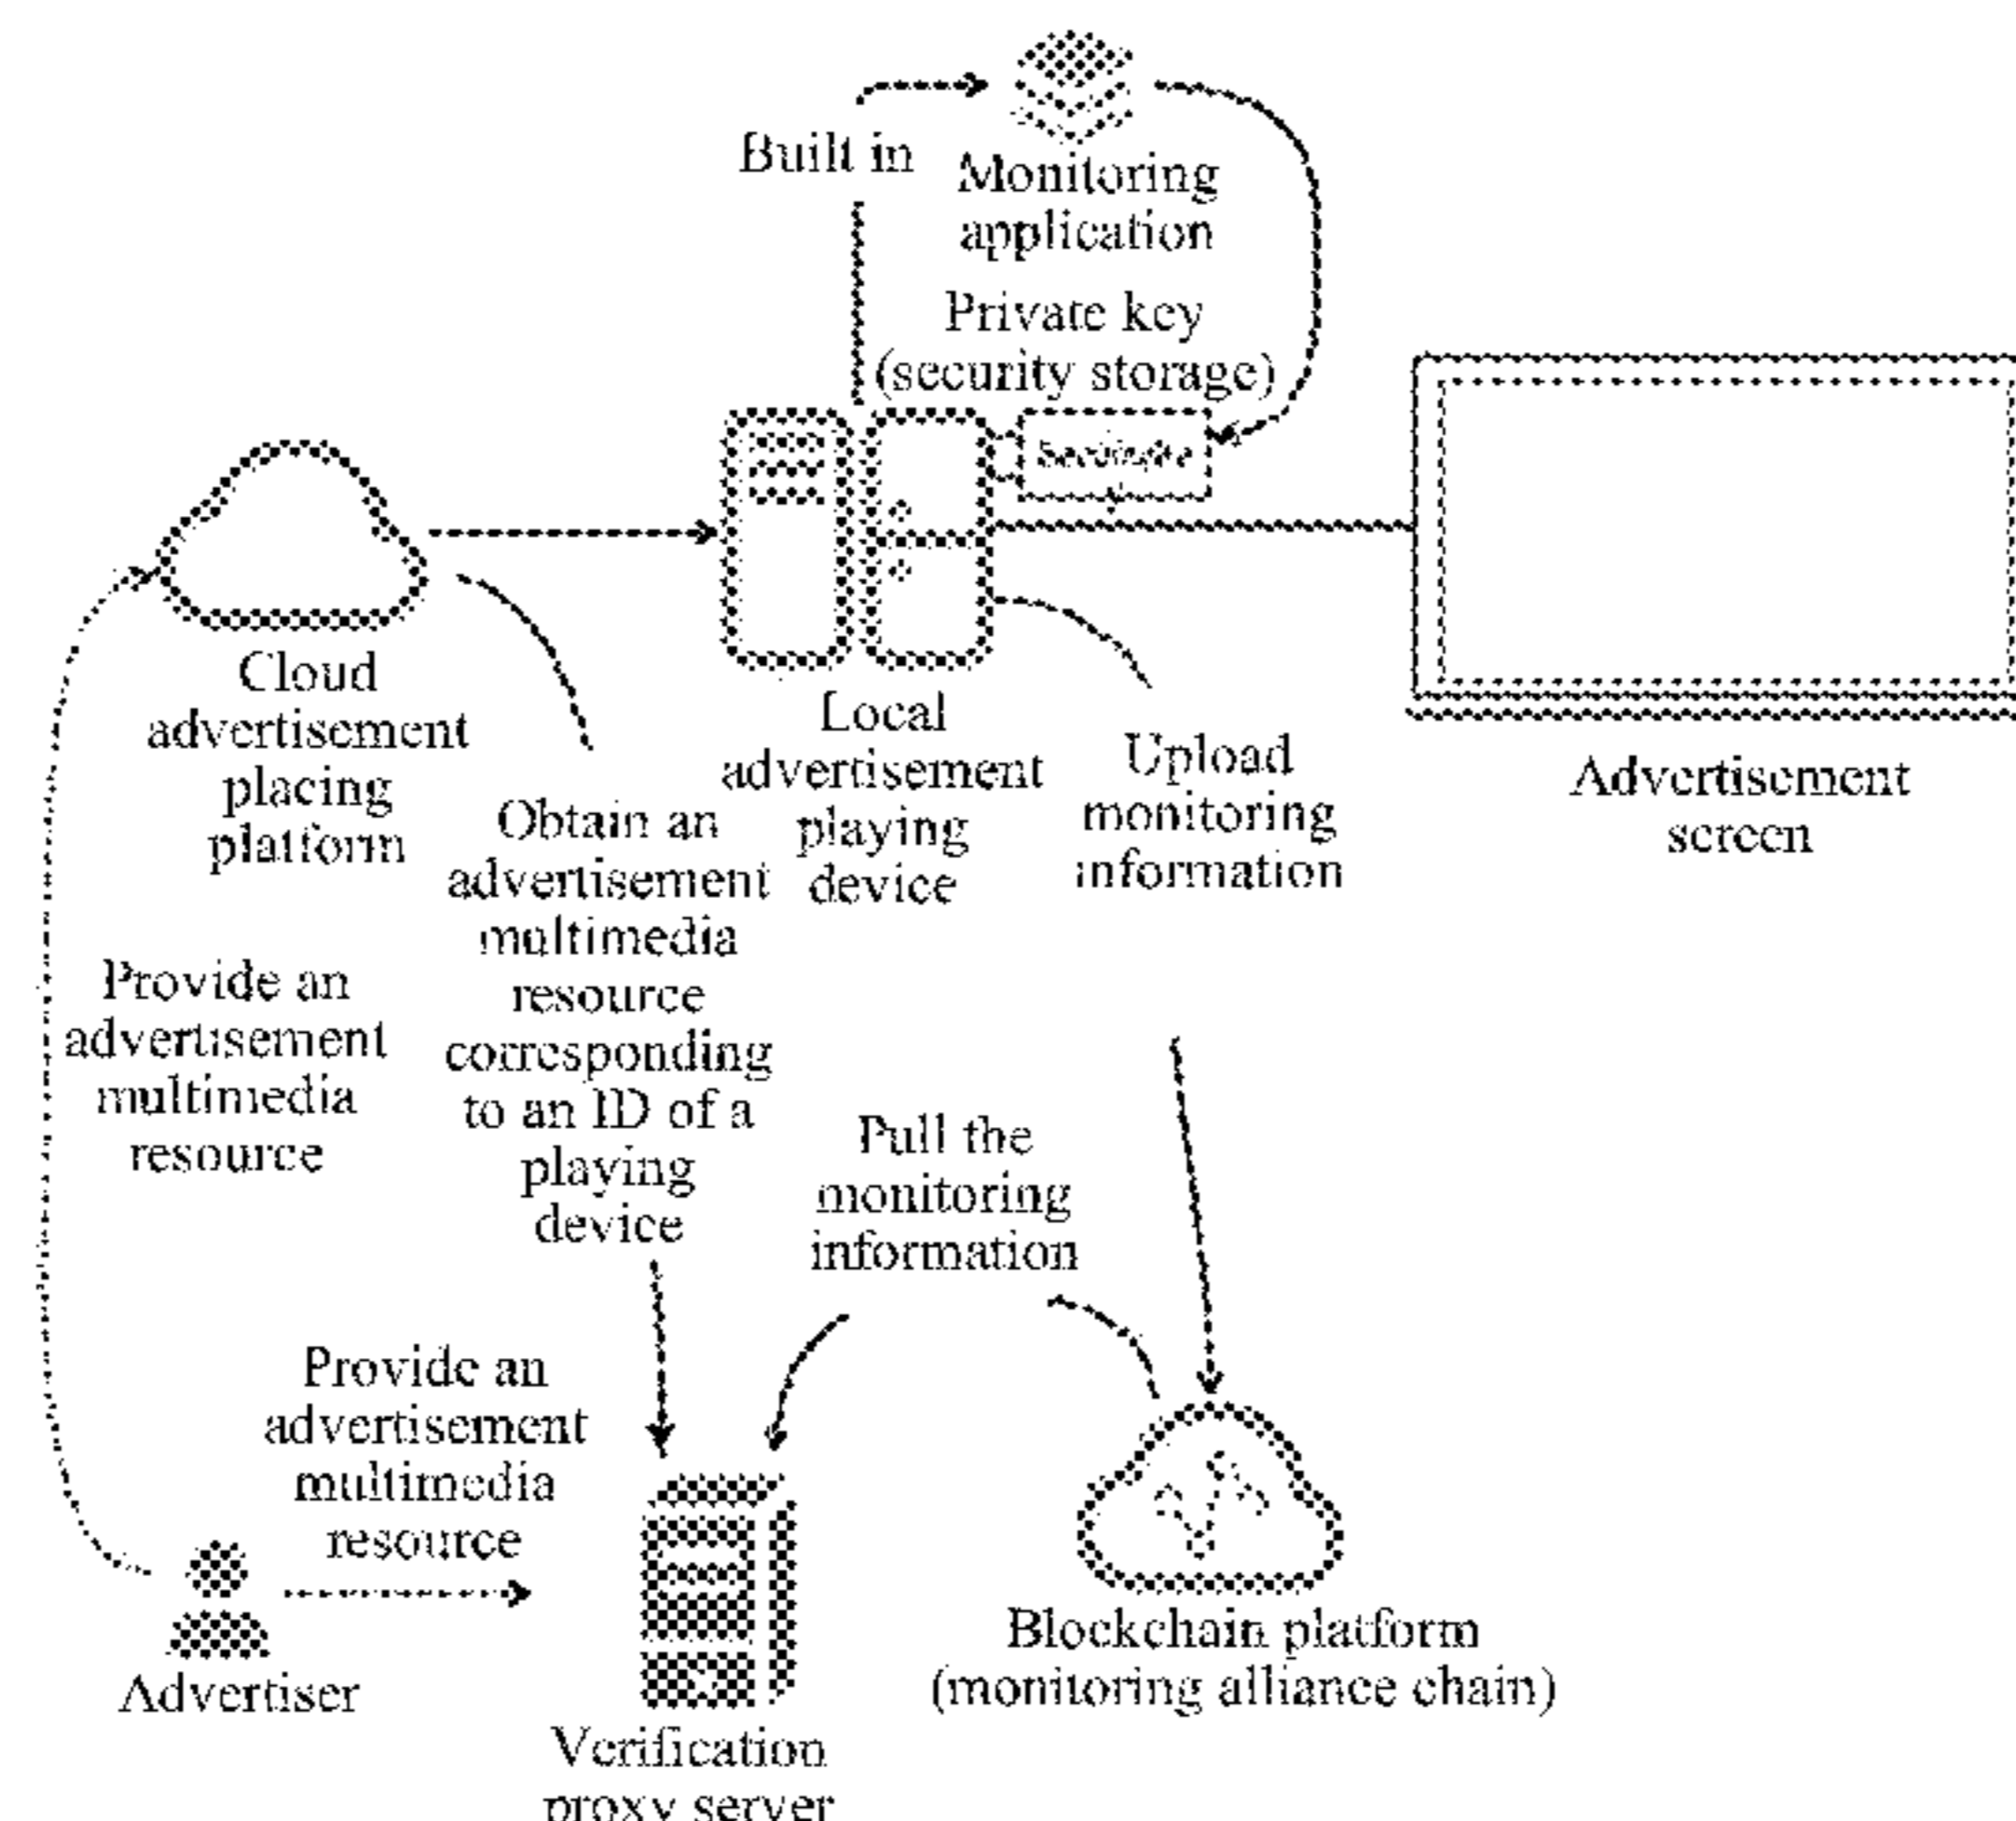 Built in
Monitoring
application
Private key
(security storage)
Cloud
advertisement
placing
platform
Local
advertisement
playing
device
Upload
monitoring
information
Advertisement
screen
Obtain an
advertisement
multimedia
resource
corresponding
to an ID of a
playing
device
Provide an
advertisement
multimedia
resource
Pull the
monitoring
information
Provide an
advertisement
multimedia
resource
Advertiser
Verification
proxy server
Blockchain platform
(monitoring alliance chain)